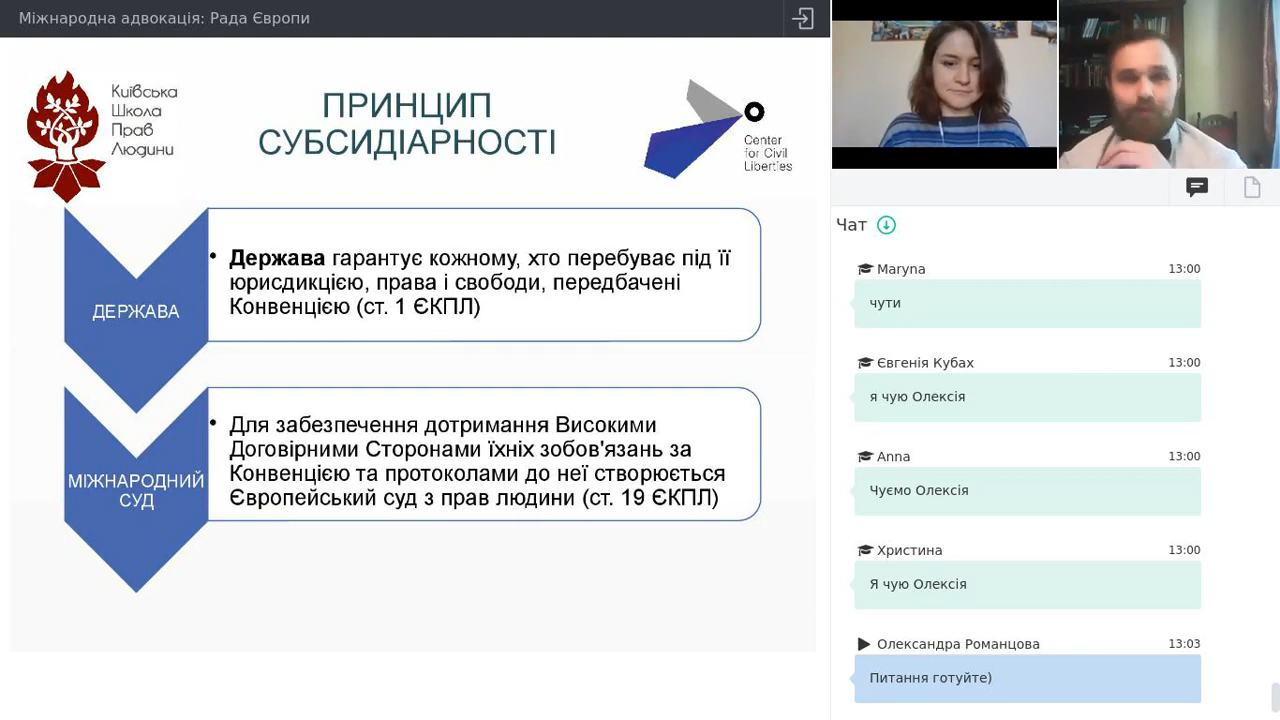 Міжнародна адвокація: Рада Європи
Київська
Школа
Прав
Людини
ПРИНЦИП
СУБСИДІАРНОСТІ
Center
for Civil
Liberties
ДЕРЖАВА
• Держава гарантує кожному, хто перебуває під її
юрисдикцією, права і свободи, передбачені
Конвенцією (ст. 1 ЄКПЛ)
МІЖНАРОДНИЙ
СУД
• Для забезпечення дотримання Високими
Договірними Сторонами їхніх зобов'язань за
Конвенцією та протоколами до неї створюється
Європейський суд з прав людини (ст. 19 ЄКПЛ)
Чат
Maryna 13:00
чути
Євгенія Кубах 13:00
я чую Олексія
Anna 13:00
Чуємо Олексія
Христина 13:00
Я чую Олексія
Олександра Романцова 13:03
Питання готуйте)